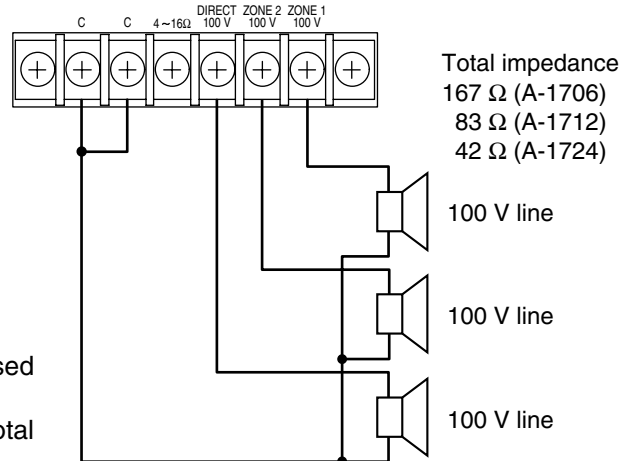 DIRECT ZONE 2 ZONE 1
C C 4~16Ω 100 V 100 V 100 V
Total impedance
167 Ω (A-1706)
83 Ω (A-1712)
42 Ω (A-1724)
100 V line
100 V line
sed
otal
100 V line